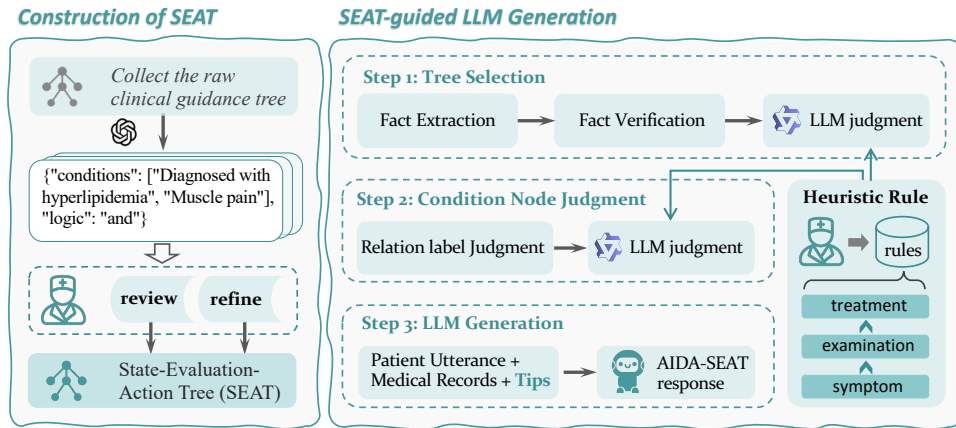 Construction of SEAT
Collect the raw
clinical guidance tree
{"conditions": ["Diagnosed with
hyperlipidemia", "Muscle pain"],
"logic": "and"}
review
refine
State-Evaluation-
Action Tree (SEAT)
SEAT-guided LLM Generation
Step 1: Tree Selection
Fact Extraction
Fact Verification
LLM judgment
Step 2: Condition Node Judgment
Relation label Judgment
LLM judgment
Step 3: LLM Generation
Patient Utterance +
Medical Records + Tips
AIDA-SEAT
response
Heuristic Rule
rules
treatment
examination
symptom